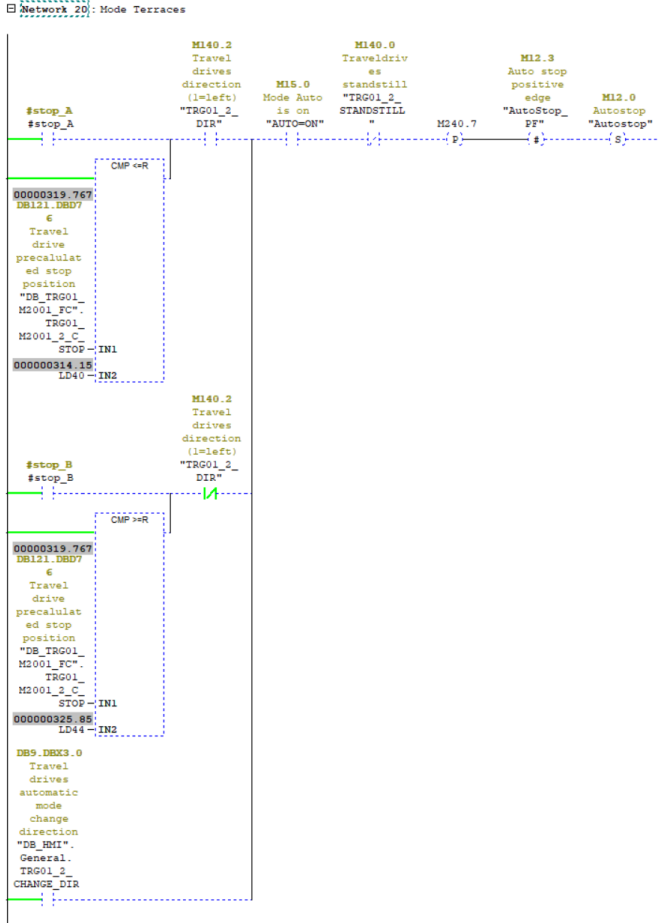 Network 20: Mode Terraces
M140.2
Travel
drives
direction
(1=left)
"TRG01_2_
DIR"
M15.0
Mode Auto
is on
"AUTO=ON"
M140.0
Traveldriv
es
standstill
"TRG01_2_
STANDSTILL
"
M240.7
P
M12.3
Auto stop
positive
edge
"AutoStop_
PF"
#
M12.0
Autostop
"Autostop"
S
#stop_A
#stop_A
CMP <=R
00000319.767
DB121.DBD7
6
Travel
drive
precalulat
ed stop
position
"DB_TRG01_
M2001_FC".
TRG01_
M2001_2_C_
STOP IN1
000000314.15
LD40 IN2
M140.2
Travel
drives
direction
(1=left)
"TRG01_2_
DIR"
#stop_B
#stop_B
CMP >=R
00000319.767
DB121.DBD7
6
Travel
drive
precalulat
ed stop
position
"DB_TRG01_
M2001_FC".
TRG01_
M2001_2_C_
STOP IN1
000000325.85
LD44 IN2
DB9.DBX3.0
Travel
drives
automatic
mode
change
direction
"DB_HMI".
General.
TRG01_2_
CHANGE_DIR